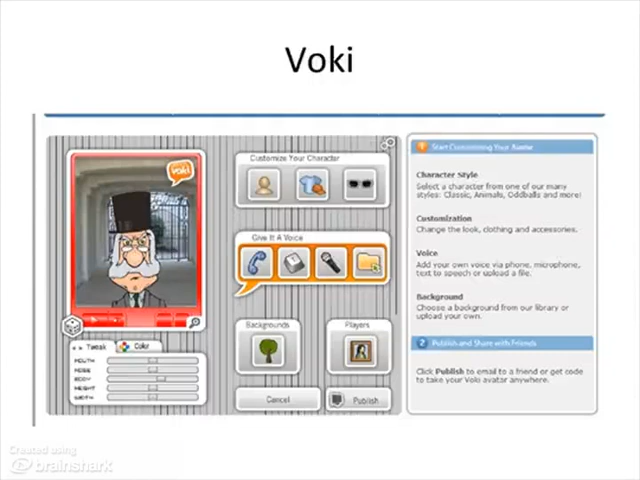 Voki
voki
Customize Your Character
Give It A Voice
Backgrounds
Players
Tweak
Color
MOUTH
NOSE
BODY
HEIGHT
WIDTH
Cancel
Publish
1 Start Customizing Your Scene
Character Style
Select a character from one of our many
styles: Classic, Animals, Oddballs and more!
Customization
Change the look, clothing and accessories.
Voice
Add your own voice via phone, microphone,
text to speech or upload a file.
Background
Choose a background from our library or
upload your own.
2 Publish and Share with Friends
Click Publish to email to a friend or get code
to take your Voki avatar anywhere.
Created using
brainshark